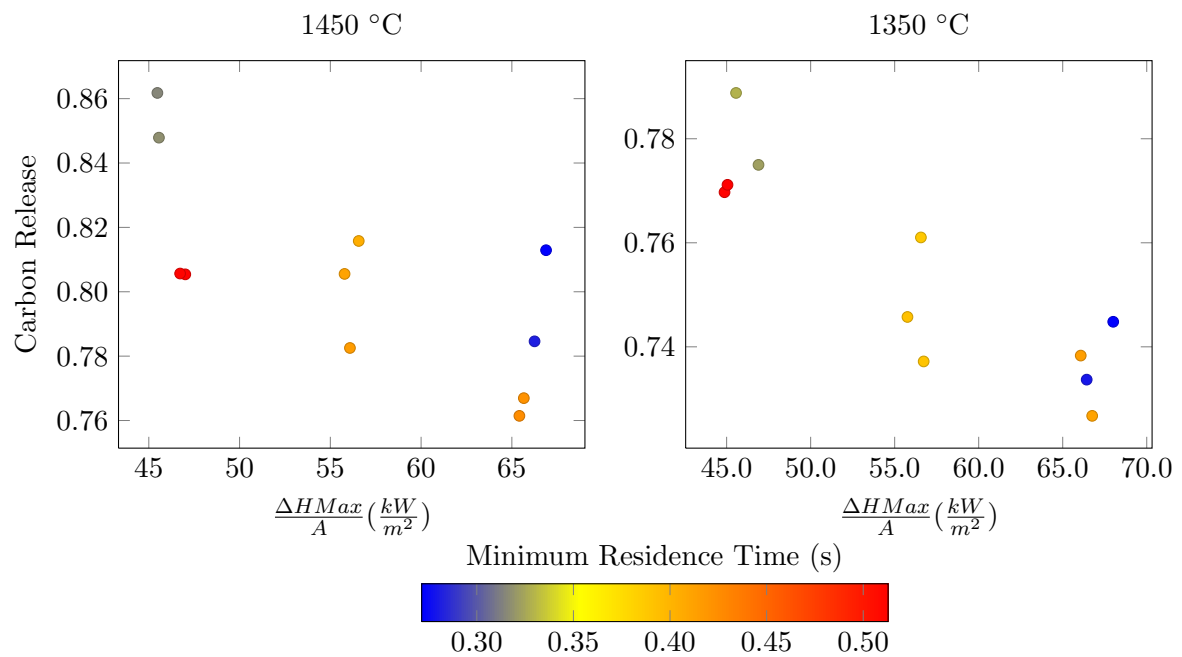 1450 °C
0.86
0.84
0.82
0.80
0.78
0.76
Carbon Release
45 50 55 60 65
ΔHMax/A (kW/m²)
1350 °C
0.78
0.76
0.74
45.0 50.0 55.0 60.0 65.0 70.0
ΔHMax/A (kW/m²)
Minimum Residence Time (s)
0.30 0.35 0.40 0.45 0.50